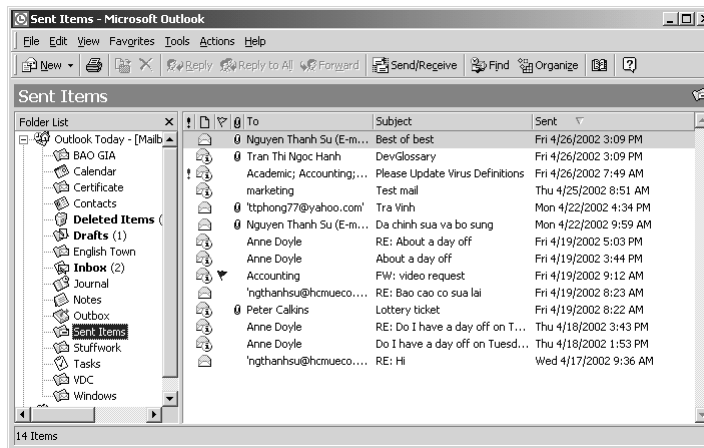 Sent Items - Microsoft Outlook
File Edit View Favorites Tools Actions Help
New Reply Reply to All Forward Send/Receive Find Organize
Sent Items
Folder List
Outlook Today - [Mailb
BAO GIA
Calendar
Certificate
Contacts
Deleted Items (
Drafts (1)
English Town
Inbox (2)
Journal
Notes
Outbox
Sent Items
Stuffwork
Tasks
VDC
Windows
! To Subject Sent
Nguyen Thanh Su (E-m... Best of best Fri 4/26/2002 3:09 PM
Tran Thi Ngoc Hanh DevGlossary Fri 4/26/2002 3:09 PM
! Academic; Accounting;... Please Update Virus Definitions Fri 4/26/2002 7:49 AM
marketing Test mail Thu 4/25/2002 8:51 AM
'ttphong77@yahoo.com' Tra Vinh Mon 4/22/2002 4:34 PM
Nguyen Thanh Su (E-m... Da chinh sua va bo sung Mon 4/22/2002 9:59 AM
Anne Doyle RE: About a day off Fri 4/19/2002 5:03 PM
Anne Doyle About a day off Fri 4/19/2002 3:44 PM
Accounting FW: video request Fri 4/19/2002 9:12 AM
'ngthanhsu@hcmueco.... RE: Bao cao co sua lai Fri 4/19/2002 8:23 AM
Peter Calkins Lottery ticket Fri 4/19/2002 8:22 AM
Anne Doyle RE: Do I have a day off on T... Thu 4/18/2002 3:43 PM
Anne Doyle Do I have a day off on Tuesd... Thu 4/18/2002 1:53 PM
'ngthanhsu@hcmueco.... RE: Hi Wed 4/17/2002 9:36 AM
14 Items